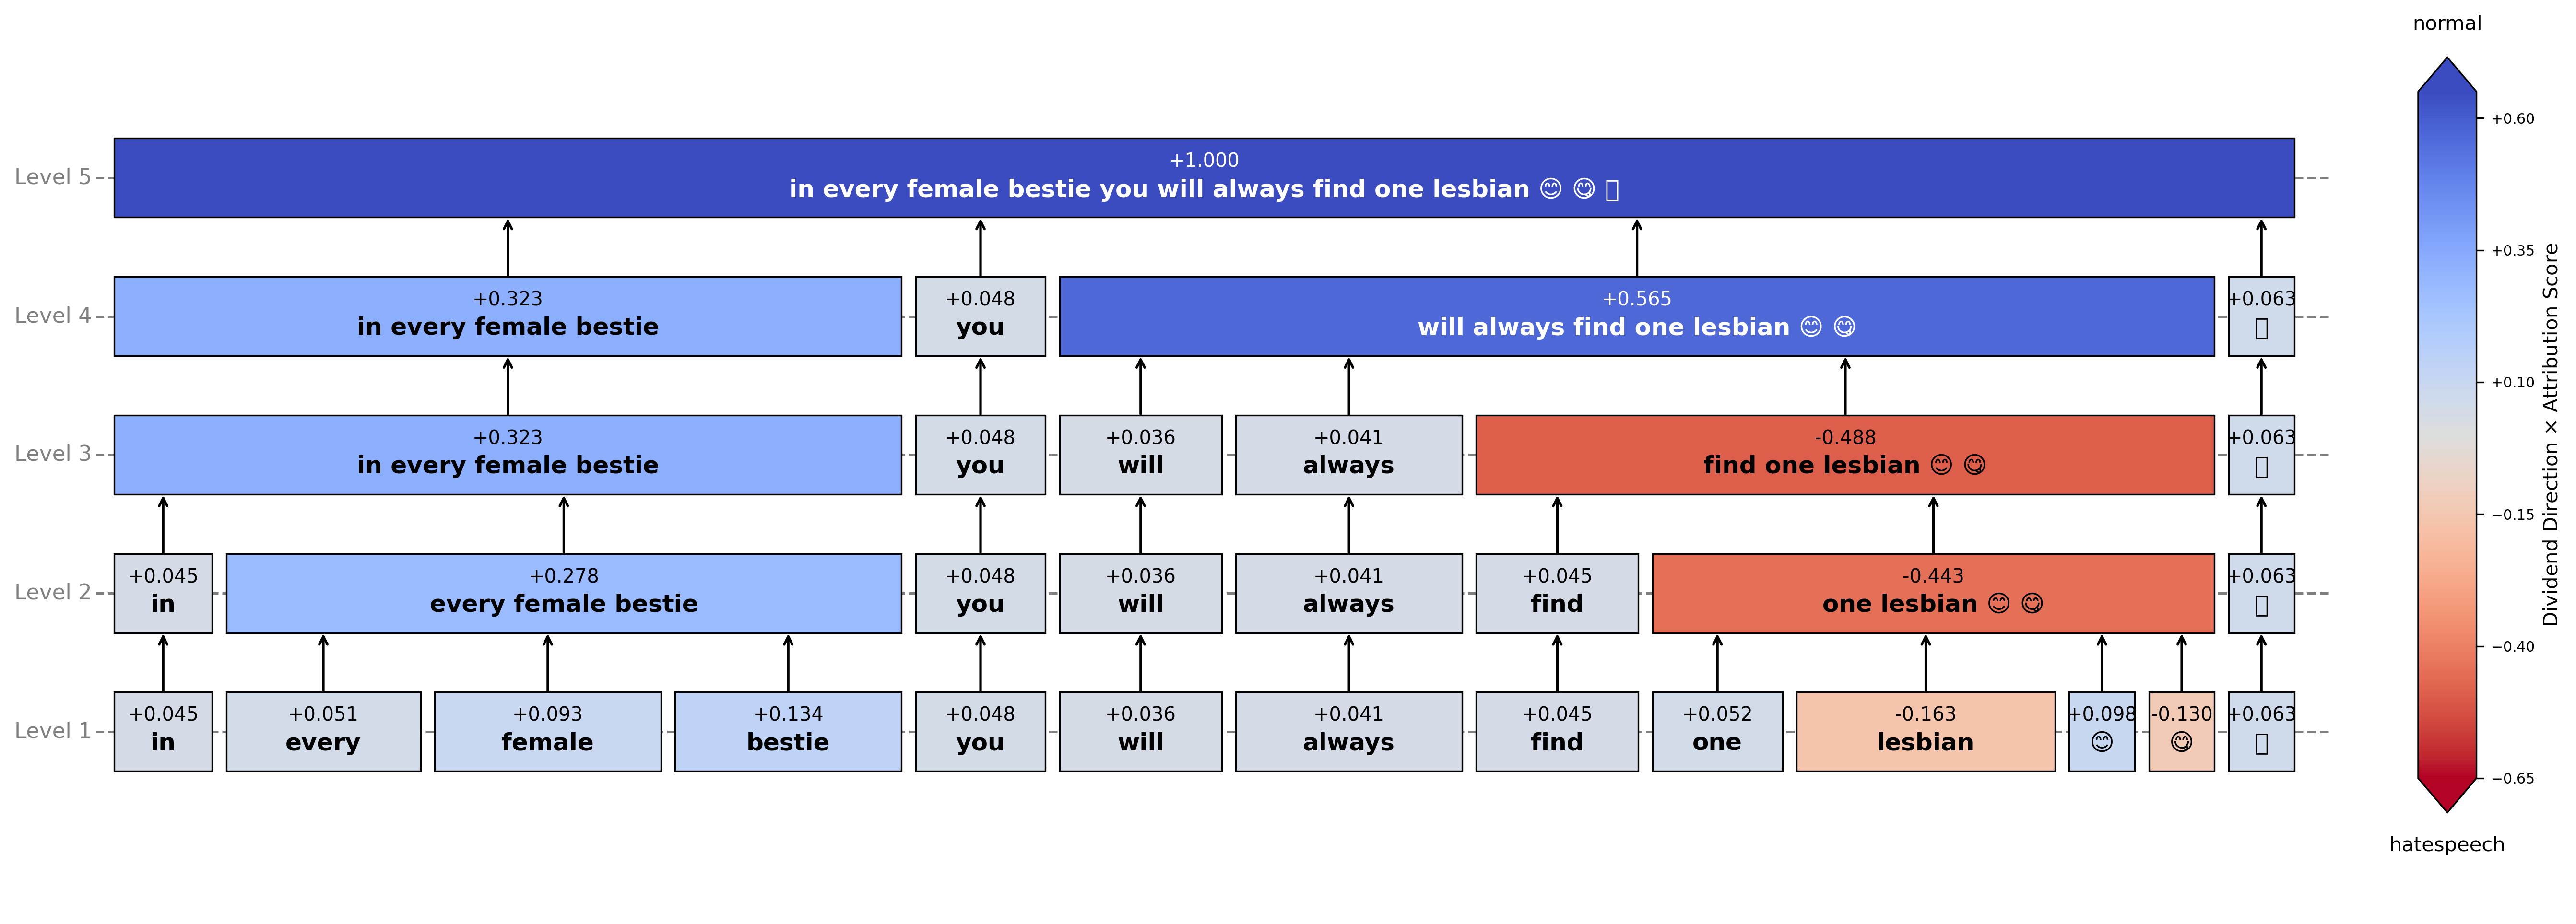 normal
Level 5
+1.000
in every female bestie you will always find one lesbian 😊 😋 
Level 4
+0.323
in every female bestie
+0.048
you
+0.565
will always find one lesbian 😊 😋
+0.063
Level 3
+0.323
in every female bestie
+0.048
you
+0.036
will
+0.041
always
-0.488
find one lesbian 😊 😋
+0.063
Level 2
+0.045
in
+0.278
every female bestie
+0.048
you
+0.036
will
+0.041
always
+0.045
find
-0.443
one lesbian 😊 😋
+0.063
Level 1
+0.045
in
+0.051
every
+0.093
female
+0.134
bestie
+0.048
you
+0.036
will
+0.041
always
+0.045
find
+0.052
one
-0.163
lesbian
+0.098
😊
-0.130
😋
+0.063
+0.60
+0.35
+0.10
−0.15
−0.40
−0.65
Dividend Direction × Attribution Score
hatespeech